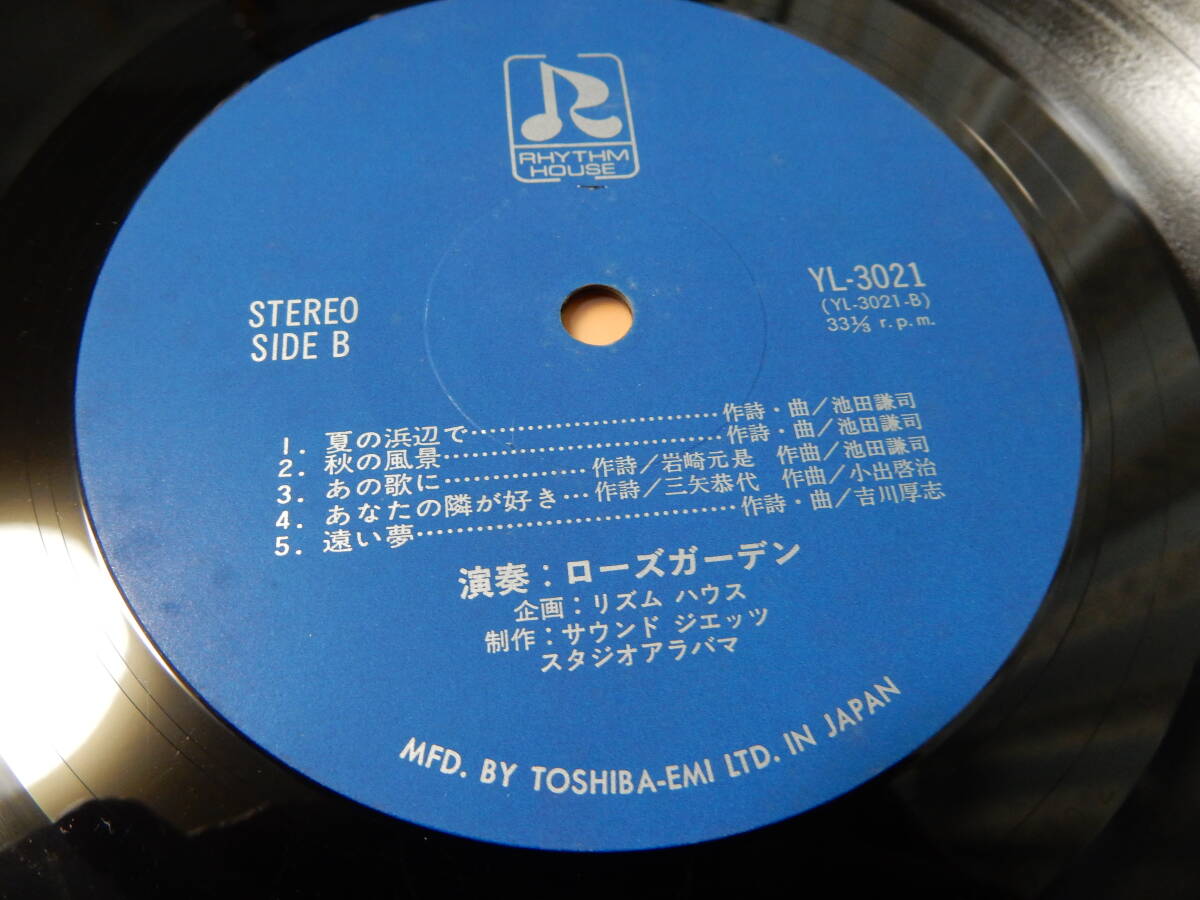 RHYTHM
HOUSE
STEREO
SIDE B
YL-3021
(YL-3021-B)
33⅓ r.p.m.
1. 夏の浜辺で……………………作詩・曲／池田謙司
2. 秋の風景………………………作詩・曲／池田謙司
3. あの歌に……………作詩／岩崎元是 作曲／池田謙司
4. あなたの隣が好き…作詩／三矢恭代 作曲／小出啓治
5. 遠い夢…………………………作詩・曲／吉川厚志
演奏：ローズガーデン
企画：リズム ハウス
制作：サウンド ジエッツ
スタジオアラバマ
MFD. BY TOSHIBA-EMI LTD. IN JAPAN